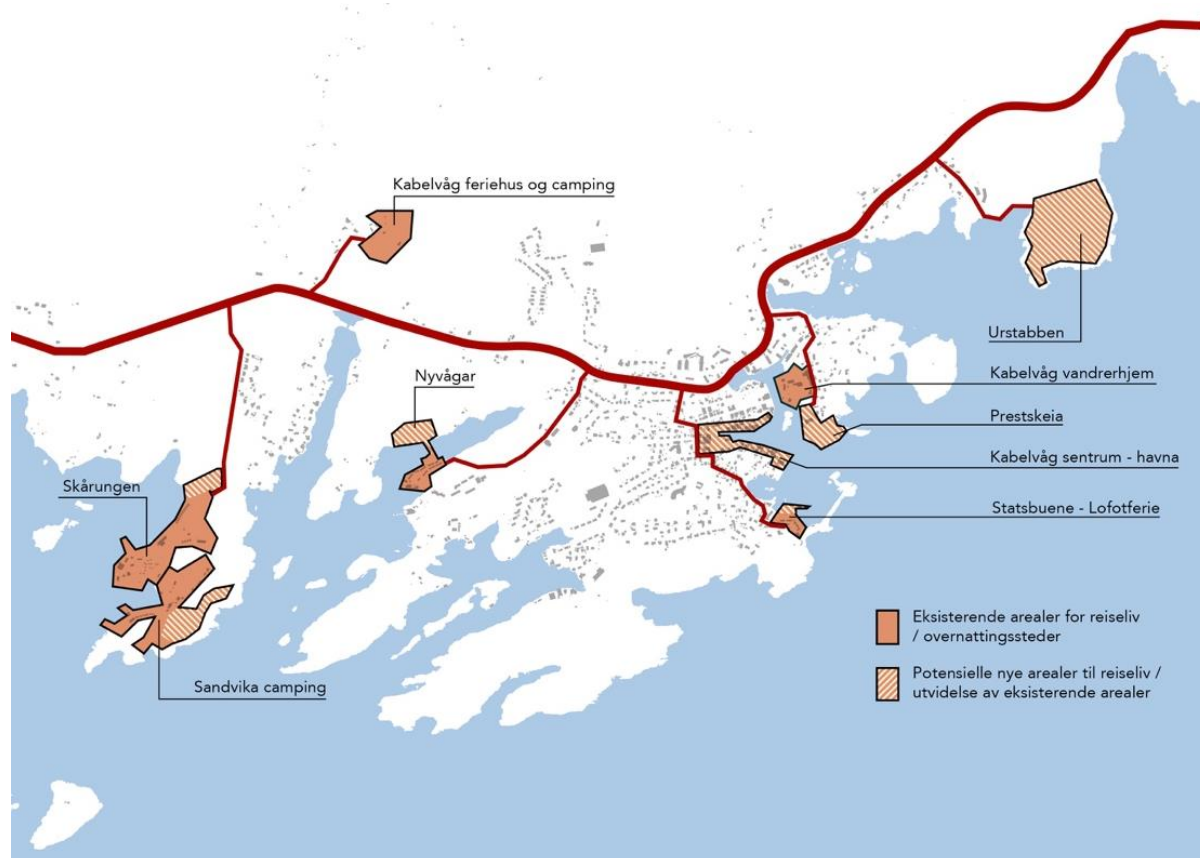 Kabelvåg feriehus og camping
Urstabben
Kabelvåg vandrerhjem
Nyvågar
Prestskeia
Kabelvåg sentrum - havna
Skårungen
Statsbuene - Lofotferie
Eksisterende arealer for reiseliv
/ overnattingssteder
Potensielle nye arealer til reiseliv /
utvidelse av eksisterende arealer
Sandvika camping